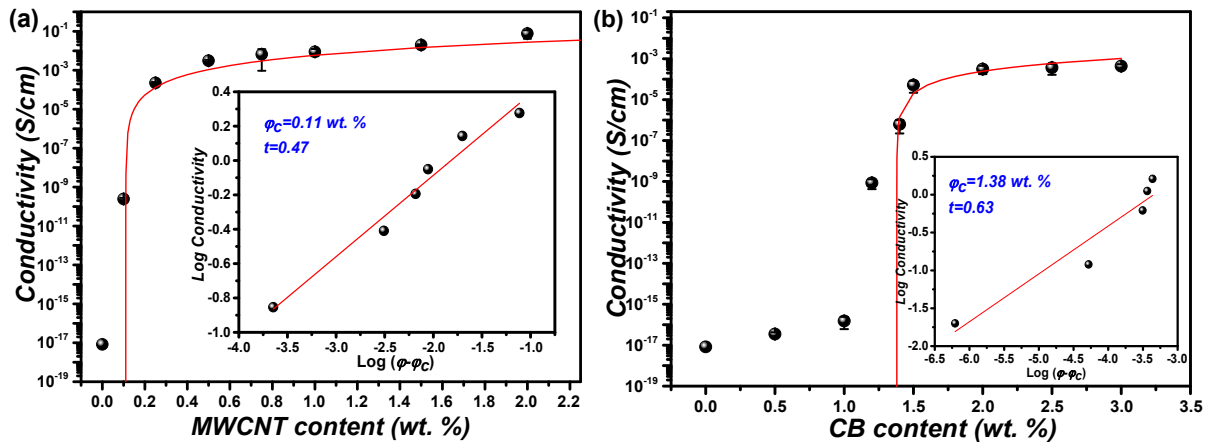 (a)
Conductivity (S/cm)
10⁻¹
10⁻³
10⁻⁵
10⁻⁷
10⁻⁹
10⁻¹¹
10⁻¹³
10⁻¹⁵
10⁻¹⁷
10⁻¹⁹
0.0 0.2 0.4 0.6 0.8 1.0 1.2 1.4 1.6 1.8 2.0 2.2
MWCNT content (wt. %)
φC=0.11 wt. %
t=0.47
Log Conductivity
0.4
0.2
0.0
-0.2
-0.4
-0.6
-0.8
-1.0
-4.0 -3.5 -3.0 -2.5 -2.0 -1.5 -1.0
Log (φ-φC)
(b)
Conductivity (S/cm)
10⁻¹
10⁻³
10⁻⁵
10⁻⁷
10⁻⁹
10⁻¹¹
10⁻¹³
10⁻¹⁵
10⁻¹⁷
10⁻¹⁹
0.0 0.5 1.0 1.5 2.0 2.5 3.0 3.5
CB content (wt. %)
φC=1.38 wt. %
t=0.63
Log Conductivity
0.5
0.0
-0.5
-1.0
-1.5
-2.0
-6.5 -6.0 -5.5 -5.0 -4.5 -4.0 -3.5 -3.0
Log (φ-φC)